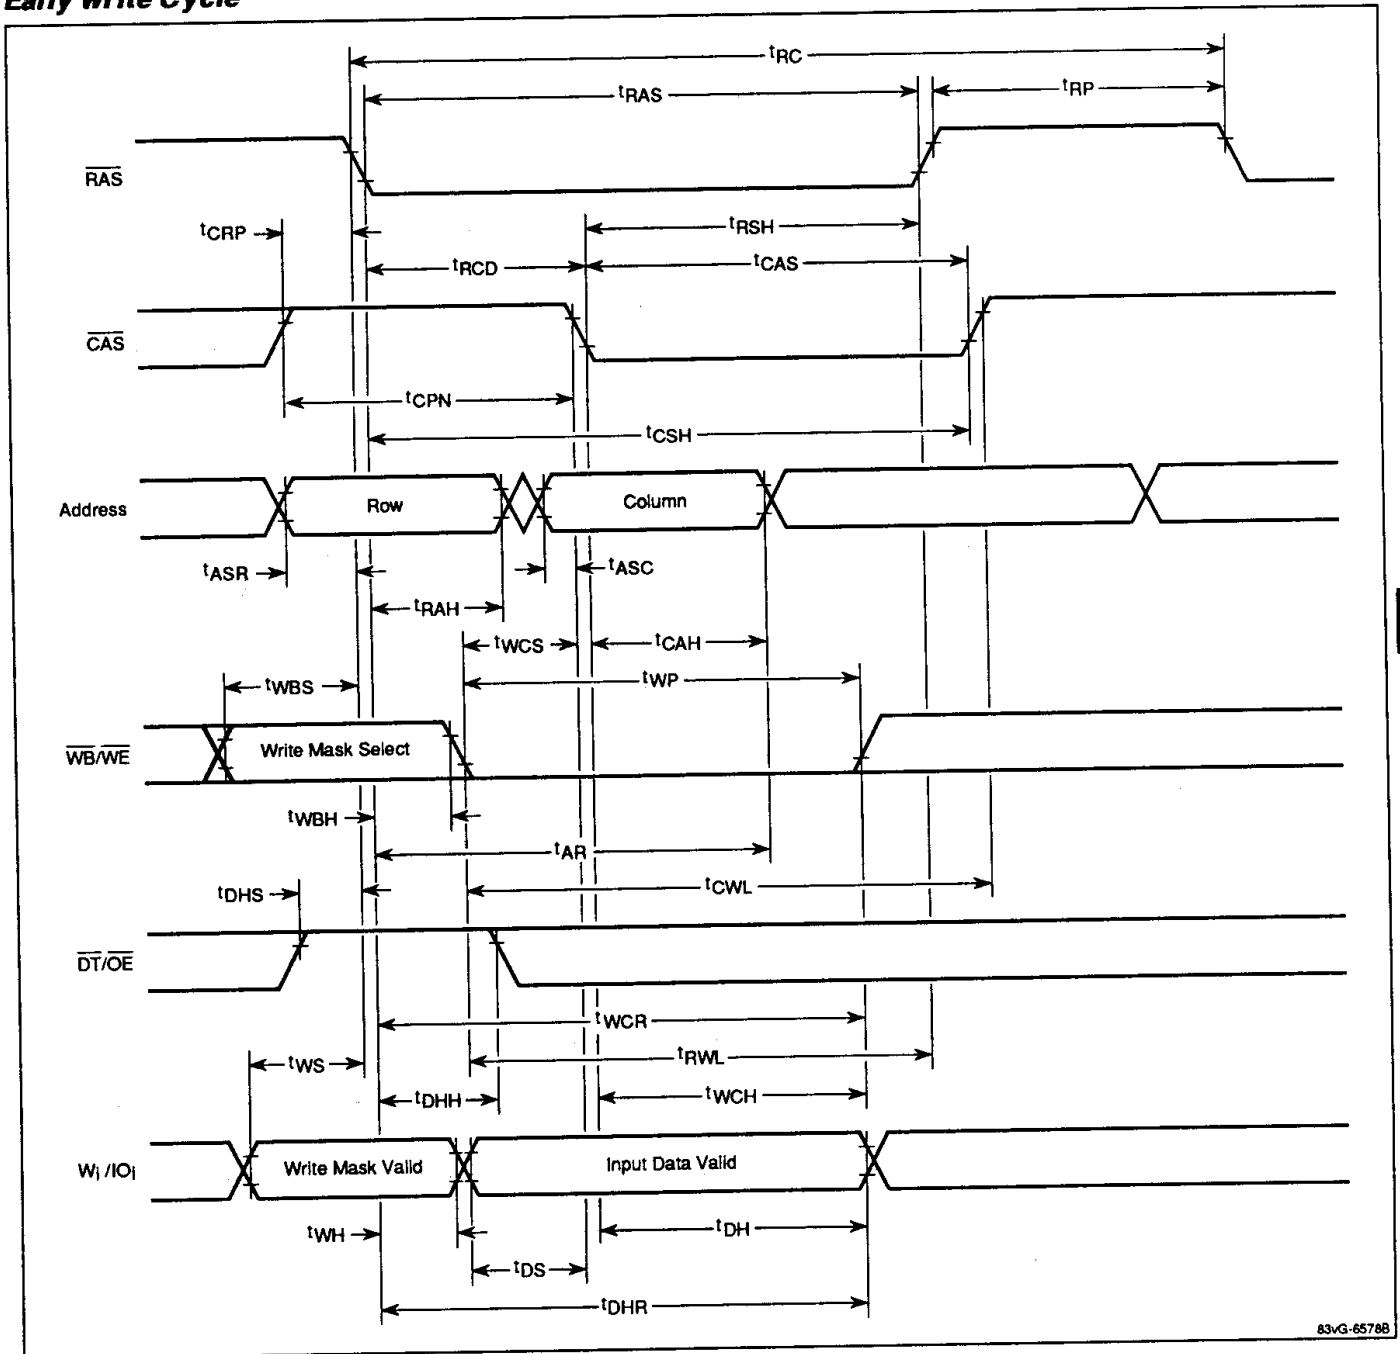 Early Write Cycle
tRC
tRAS
tRP
RAS
tCRP
tRSH
tRCD
tCAS
CAS
tCPN
tCSH
Address
Row
Column
tASR
tASC
tRAH
tWCS
tCAH
tWBS
tWP
WB/WE
Write Mask Select
tWBH
tAR
tDHS
tCWL
DT/OE
tWCR
tWS
tRWL
tDHH
tWCH
Wi/IOi
Write Mask Valid
Input Data Valid
tWH
tDH
tDS
tDHR
83vG-6578B